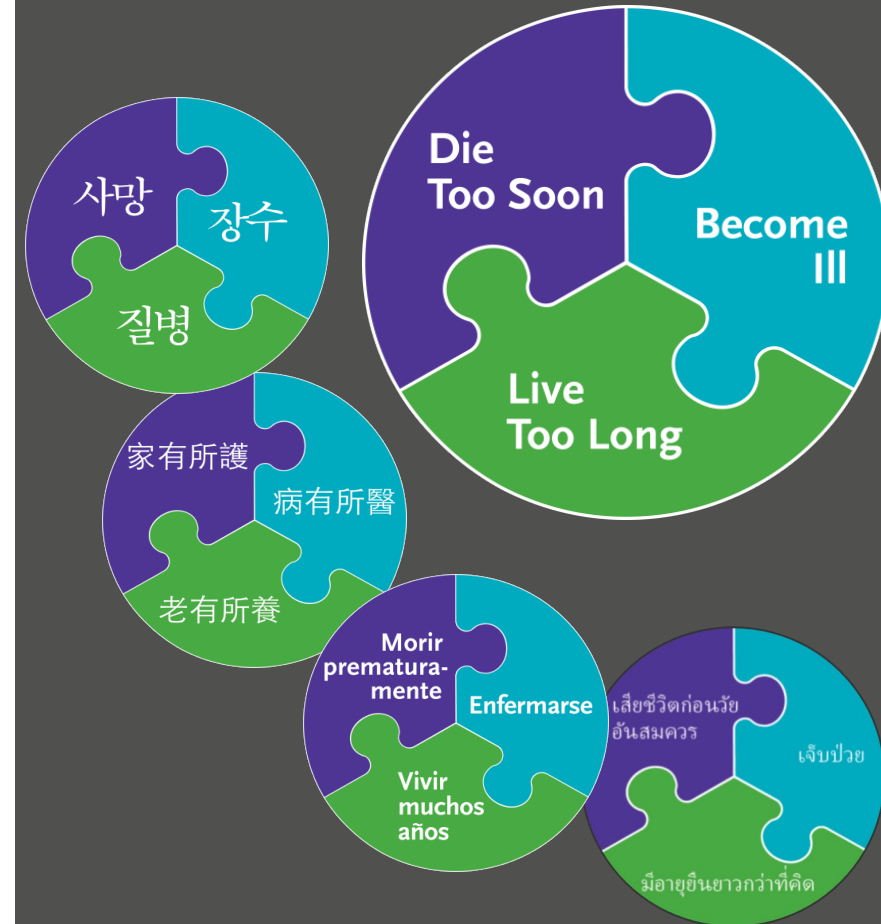 Die
Too Soon
Become
Ill
Live
Too Long
사망
장수
질병
家有所護
病有所醫
老有所養
Morir
prematura-
mente
Enfermarse
Vivir
muchos
años
เสียชีวิตก่อนวัย
อันสมควร
เจ็บป่วย
มีอายุยืนยาวกว่าที่คิด